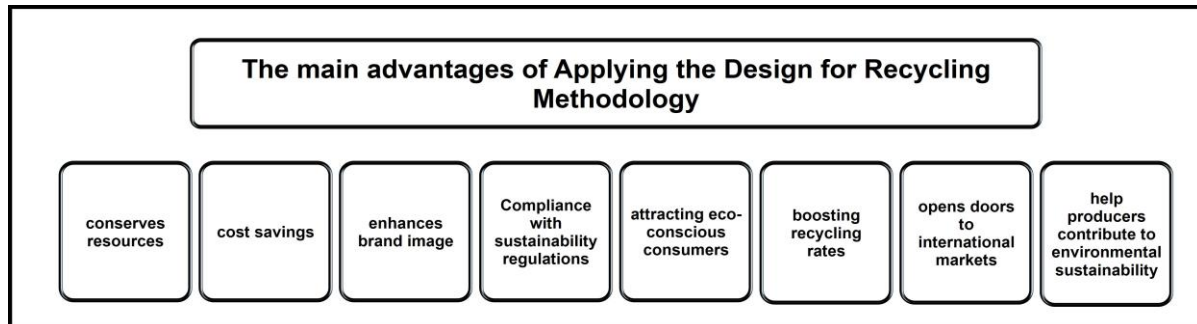 The main advantages of Applying the Design for Recycling
Methodology
conserves
resources
cost savings
enhances
brand image
Compliance
with
sustainability
regulations
attracting eco-
conscious
consumers
boosting
recycling
rates
opens doors
to
international
markets
help
producers
contribute to
environmental
sustainability